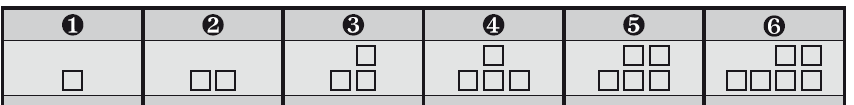 ❶ ❷ ❸ ❹ ❺ ❻